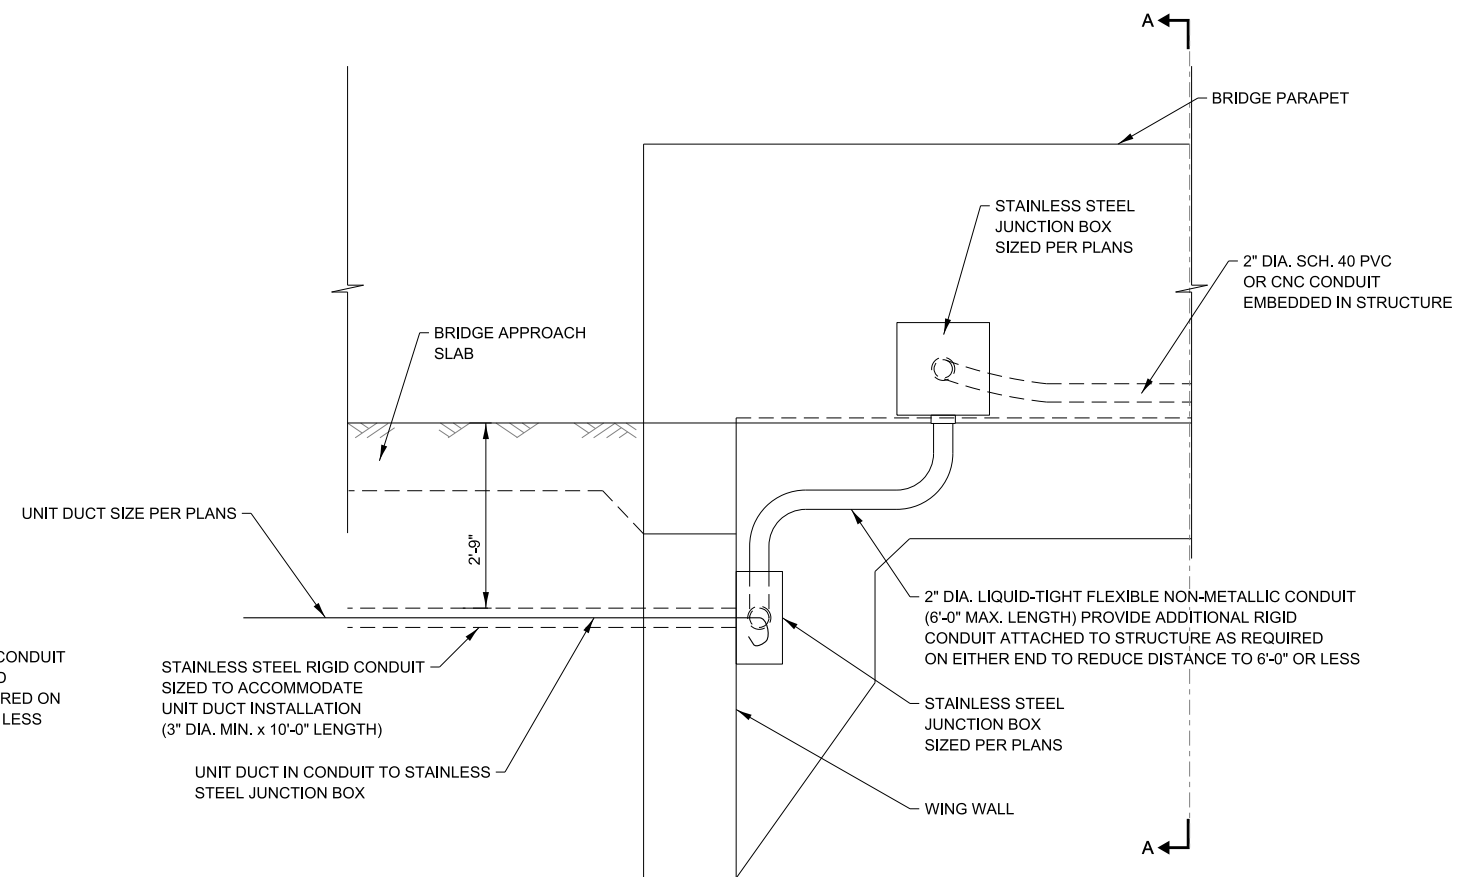 A
BRIDGE PARAPET
STAINLESS STEEL
JUNCTION BOX
SIZED PER PLANS
2" DIA. SCH. 40 PVC
OR CNC CONDUIT
EMBEDDED IN STRUCTURE
BRIDGE APPROACH
SLAB
UNIT DUCT SIZE PER PLANS
2'-9"
2" DIA. LIQUID-TIGHT FLEXIBLE NON-METALLIC CONDUIT
(6'-0" MAX. LENGTH) PROVIDE ADDITIONAL RIGID
CONDUIT ATTACHED TO STRUCTURE AS REQUIRED
ON EITHER END TO REDUCE DISTANCE TO 6'-0" OR LESS
CONDUIT
D
RED ON
LESS
STAINLESS STEEL RIGID CONDUIT
SIZED TO ACCOMMODATE
UNIT DUCT INSTALLATION
(3" DIA. MIN. x 10'-0" LENGTH)
STAINLESS STEEL
JUNCTION BOX
SIZED PER PLANS
UNIT DUCT IN CONDUIT TO STAINLESS
STEEL JUNCTION BOX
WING WALL
A